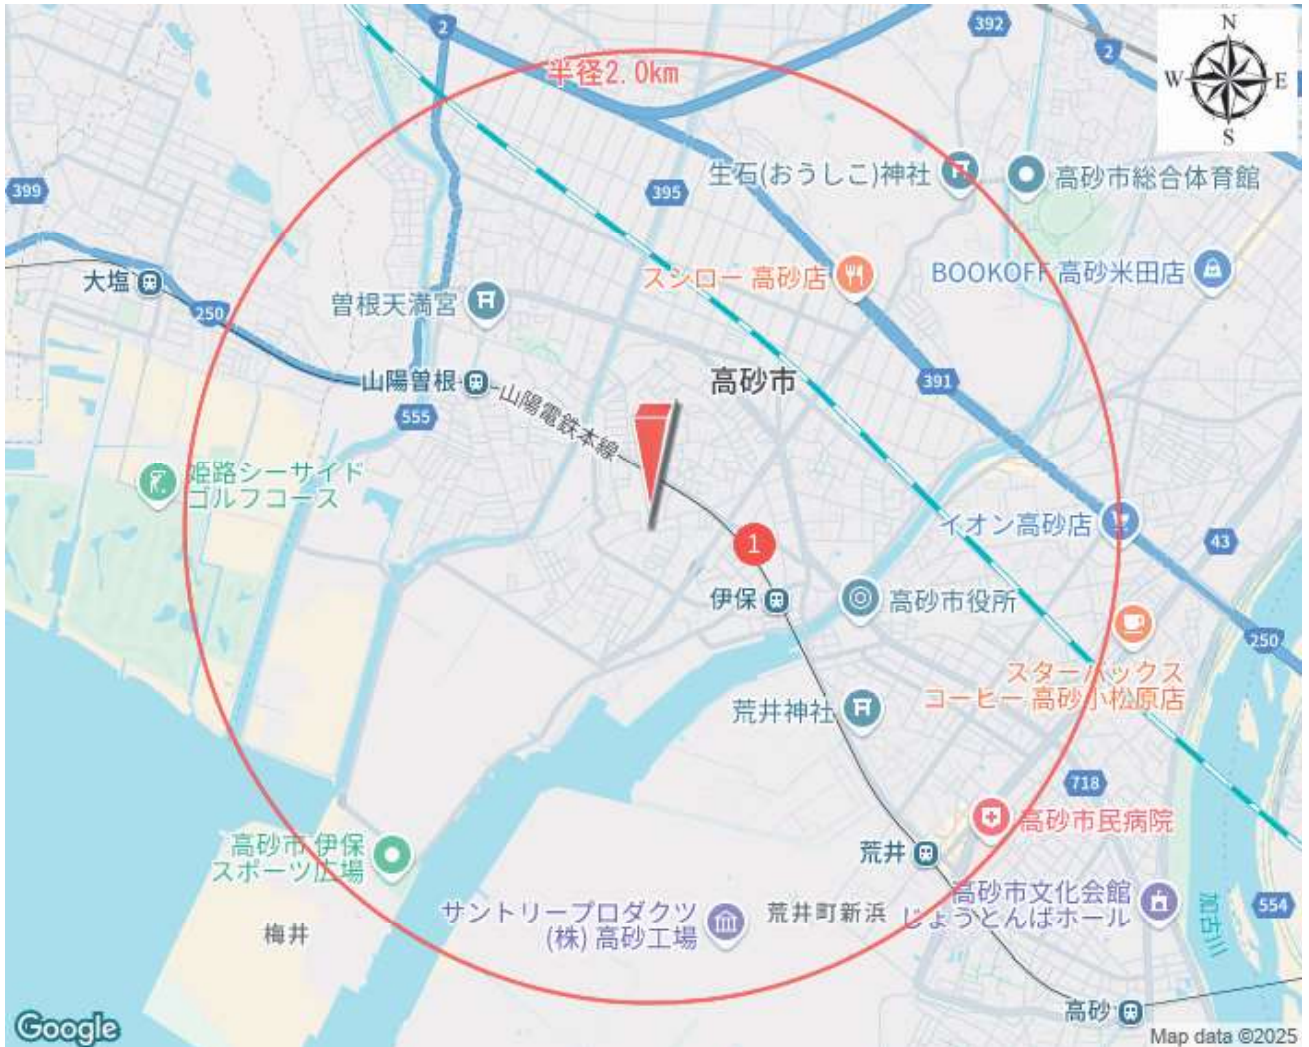 2
392
2
N
W
E
S
半径2.0km
399
395
生石(おうしこ)神社
高砂市総合体育館
大塩
スシロー 高砂店
BOOKOFF 高砂米田店
曽根天満宮
250
山陽曽根
山陽電鉄本線
高砂市
391
555
姫路シーサイド
ゴルフコース
イオン高砂店
43
1
伊保
高砂市役所
250
スターバックス
コーヒー 高砂小松原店
荒井神社
718
高砂市民病院
高砂市 伊保
スポーツ広場
荒井
高砂市文化会館
じょうとんばホール
554
加古川
サントリープロダクツ
(株) 高砂工場
荒井町新浜
梅井
高砂
Google
Map data ©2025